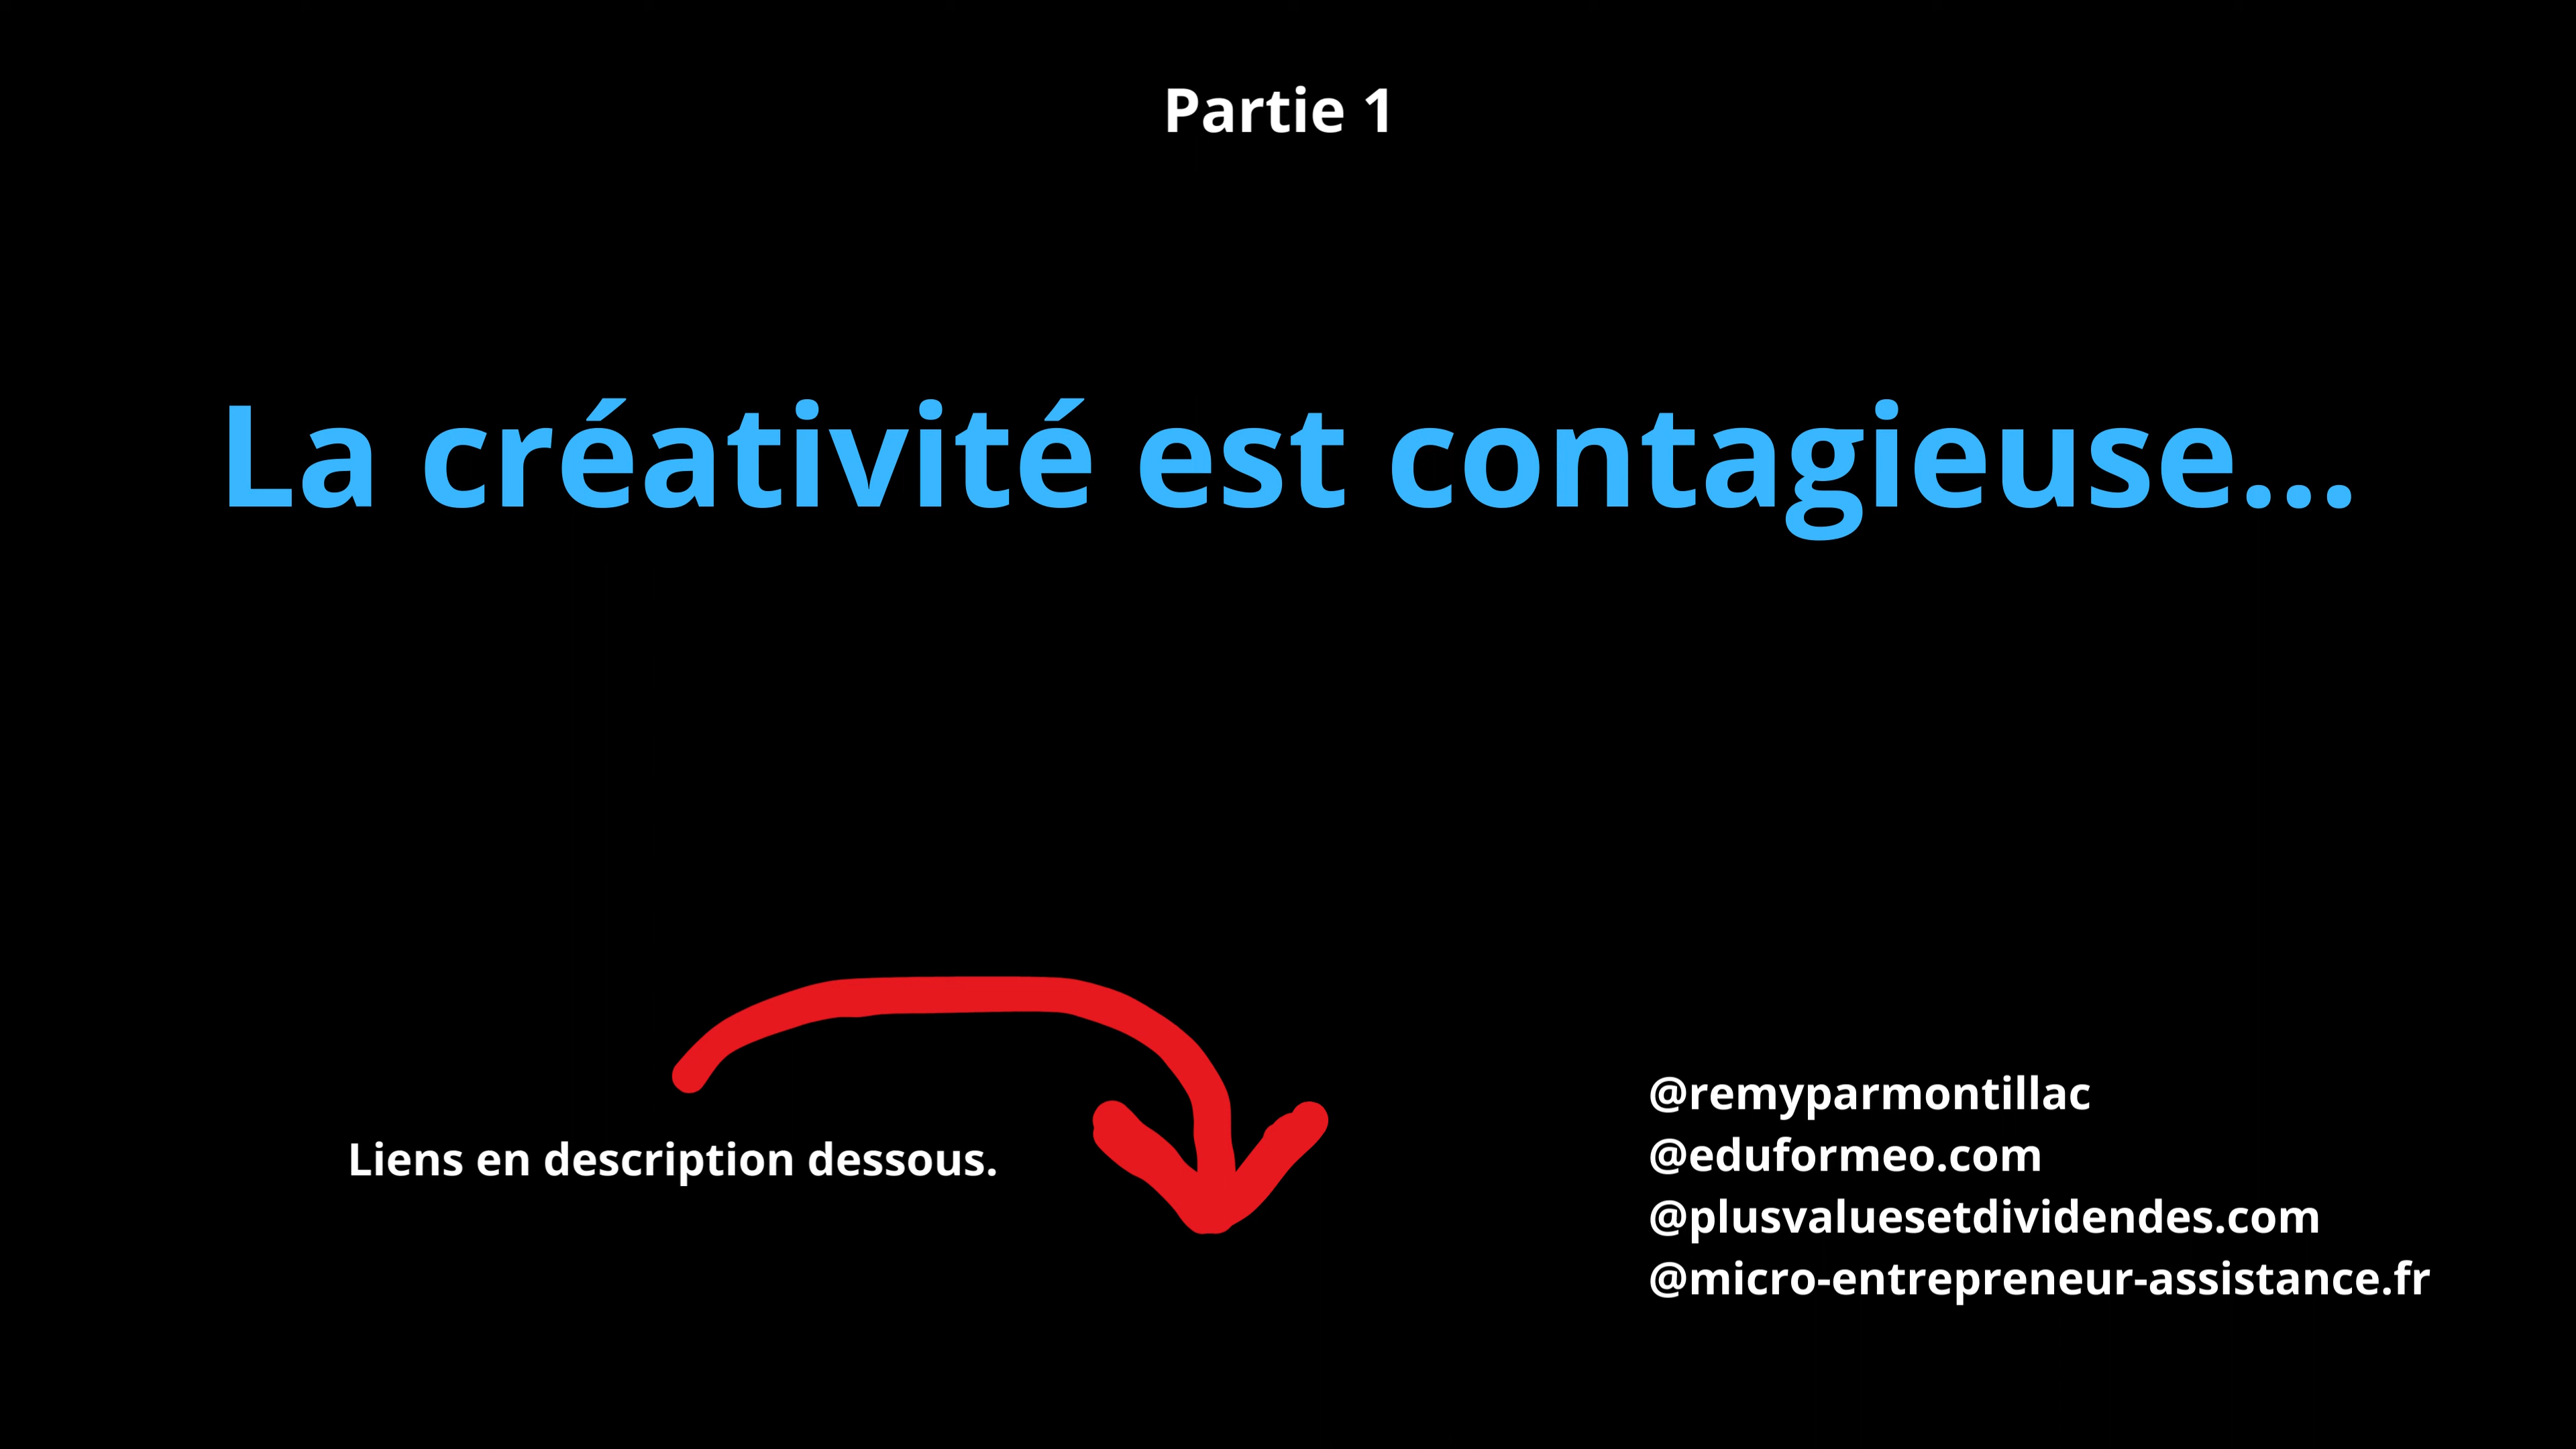 Partie 1
La créativité est contagieuse...
Liens en description dessous.
@remyparmontillac
@eduformeo.com
@plusvaluesetdividendes.com
@micro-entrepreneur-assistance.fr